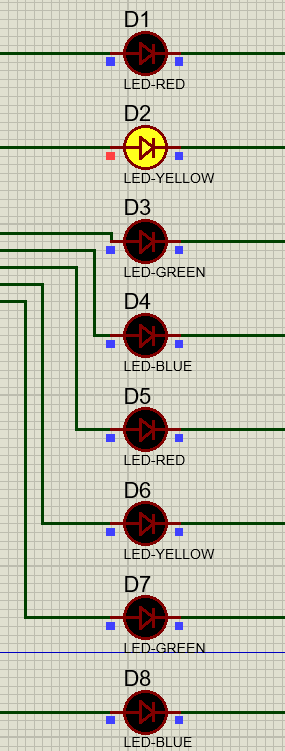 D1
LED-RED
D2
LED-YELLOW
D3
LED-GREEN
D4
LED-BLUE
D5
LED-RED
D6
LED-YELLOW
D7
LED-GREEN
D8
LED-BLUE